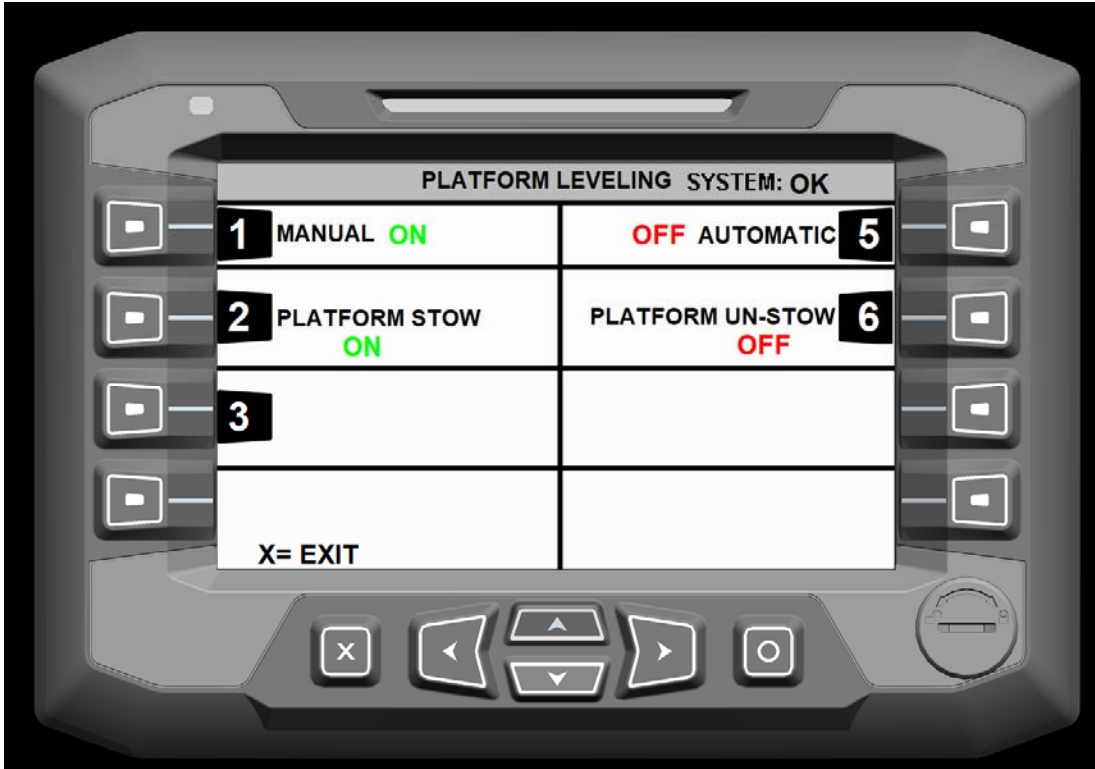 PLATFORM LEVELING SYSTEM: OK
1 MANUAL ON
OFF AUTOMATIC 5
2 PLATFORM STOW
ON
PLATFORM UN-STOW 6
OFF
3
X= EXIT
X
O